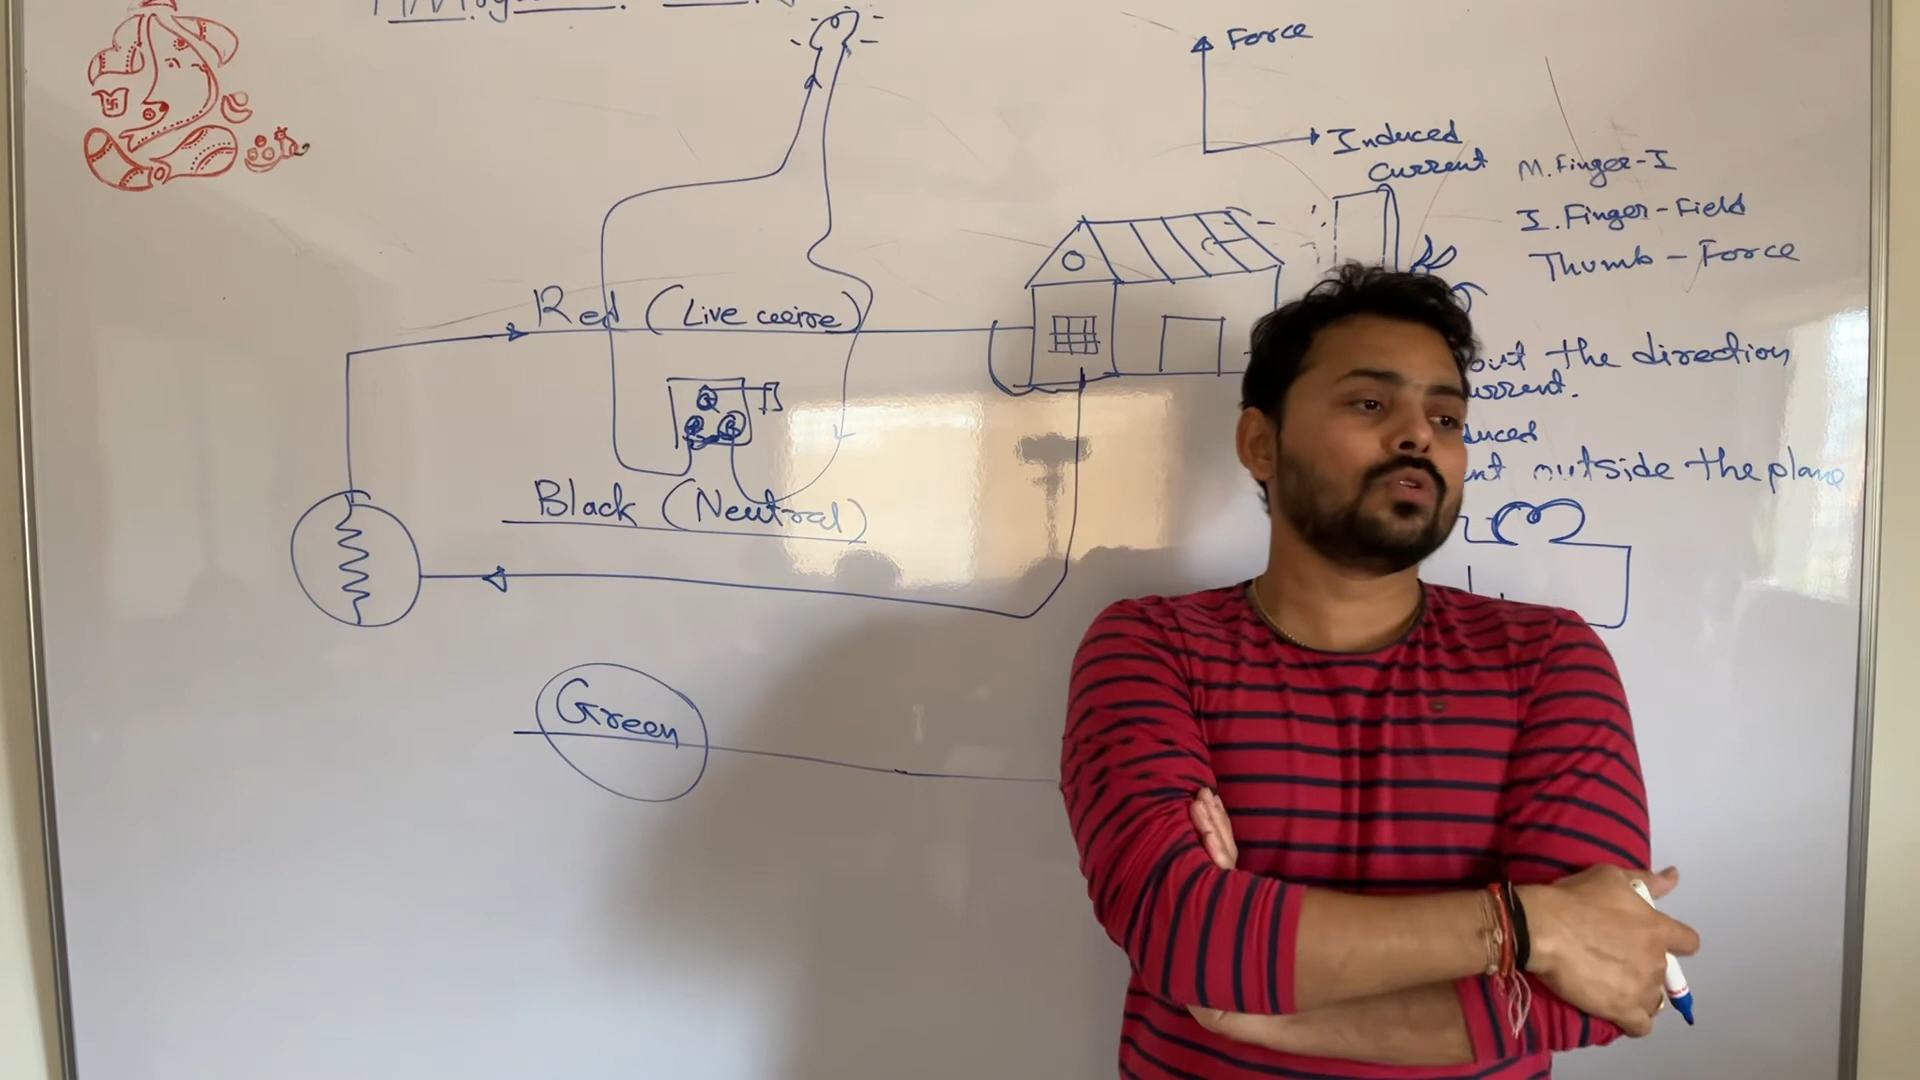 Force
Induced
Current
M. Finger-I
I. Finger-Field
Thumb-Force
Red (Live wire)
out the direction
urrent.
duced
nt outside the plane
Black (Neutral)
Green